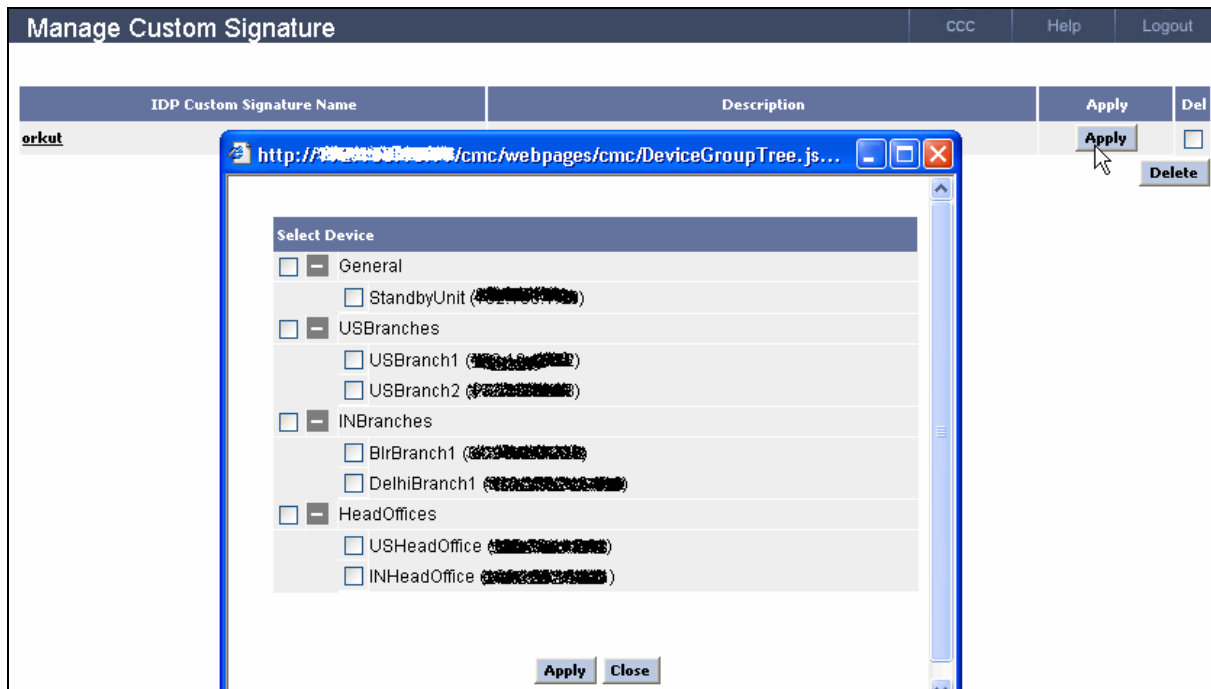 Manage Custom Signature CCC Help Logout
IDP Custom Signature Name Description Apply Del
orkut Apply
Delete
http:// /cmc/webpages/cmc/DeviceGroupTree.js...
Select Device
General
StandbyUnit ( )
USBranches
USBranch1 ( )
USBranch2 ( )
INBranches
BlrBranch1 ( )
DelhiBranch1 ( )
HeadOffices
USHeadOffice ( )
INHeadOffice ( )
Apply Close